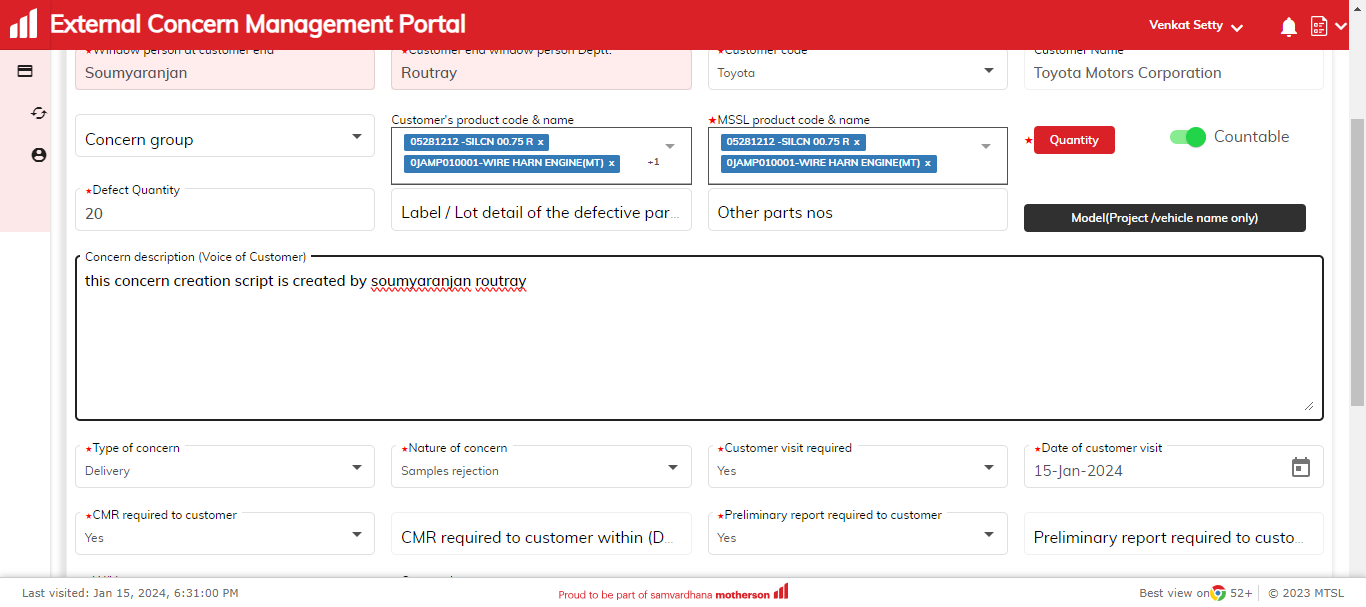 External Concern Management Portal
Venkat Setty
Window person at customer end
Soumyaranjan
Customer end window person Deptt.
Routray
Customer code
Toyota
Customer Name
Toyota Motors Corporation
Concern group
Customer's product code & name
05281212 -SILCN 00.75 R x
0JAMP010001-WIRE HARN ENGINE(MT) x
+1
★MSSL product code & name
05281212 -SILCN 00.75 R x
0JAMP010001-WIRE HARN ENGINE(MT) x
★ Quantity
Countable
★Defect Quantity
20
Label / Lot detail of the defective par...
Other parts nos
Model(Project /vehicle name only)
Concern description (Voice of Customer)
this concern creation script is created by soumyaranjan routray
★Type of concern
Delivery
★Nature of concern
Samples rejection
★Customer visit required
Yes
★Date of customer visit
15-Jan-2024
★CMR required to customer
Yes
CMR required to customer within (D...
★Preliminary report required to customer
Yes
Preliminary report required to custo...
Last visited: Jan 15, 2024, 6:31:00 PM
Proud to be part of samvardhana motherson
Best view on 52+
© 2023 MTSL